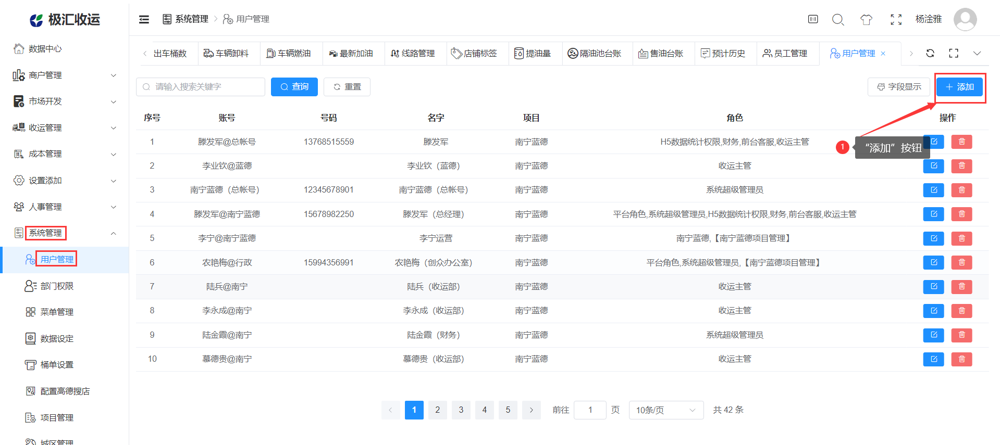 极汇收运
系统管理 > 用户管理
杨淦雅
数据中心
商户管理
市场开发
收运管理
成本管理
设置添加
人事管理
系统管理
用户管理
部门权限
菜单管理
数据设定
桶单设置
配置高德搜店
项目管理
城区管理
出车桶数 车辆卸料 车辆燃油 最新加油 线路管理 店铺标签 提油量 隔油池台账 售油台账 预计历史 员工管理 用户管理
请输入搜索关键字 查询 重置 字段显示 添加
序号 账号 号码 名字 项目 角色 操作
1 滕发军@总帐号 13768515559 滕发军 南宁蓝德 H5数据统计权限,财务,前台客服,收运主管
1 “添加”按钮
2 李业钦@蓝德 李业钦（蓝德） 南宁蓝德 收运主管
3 南宁蓝德（总帐号） 12345678901 南宁蓝德（总帐号） 南宁蓝德 系统超级管理员
4 滕发军@南宁蓝德 15678982250 滕发军（总经理） 南宁蓝德 平台角色,系统超级管理员,H5数据统计权限,财务,前台客服,收运主管
5 李宁@南宁蓝德 李宁运营 南宁蓝德 南宁蓝德,【南宁蓝德项目管理】
6 农艳梅@行政 15994356991 农艳梅（创众办公室） 南宁蓝德 平台角色,系统超级管理员,【南宁蓝德项目管理】
7 陆兵@南宁 陆兵（收运部） 南宁蓝德 收运主管
8 李永成@南宁 李永成（收运部） 南宁蓝德 收运主管
9 陆金霞@南宁 陆金霞（财务） 南宁蓝德 系统超级管理员
10 慕德贵@南宁 慕德贵（收运部） 南宁蓝德 收运主管
1 2 3 4 5 前往 1 页 10条/页 共 42 条